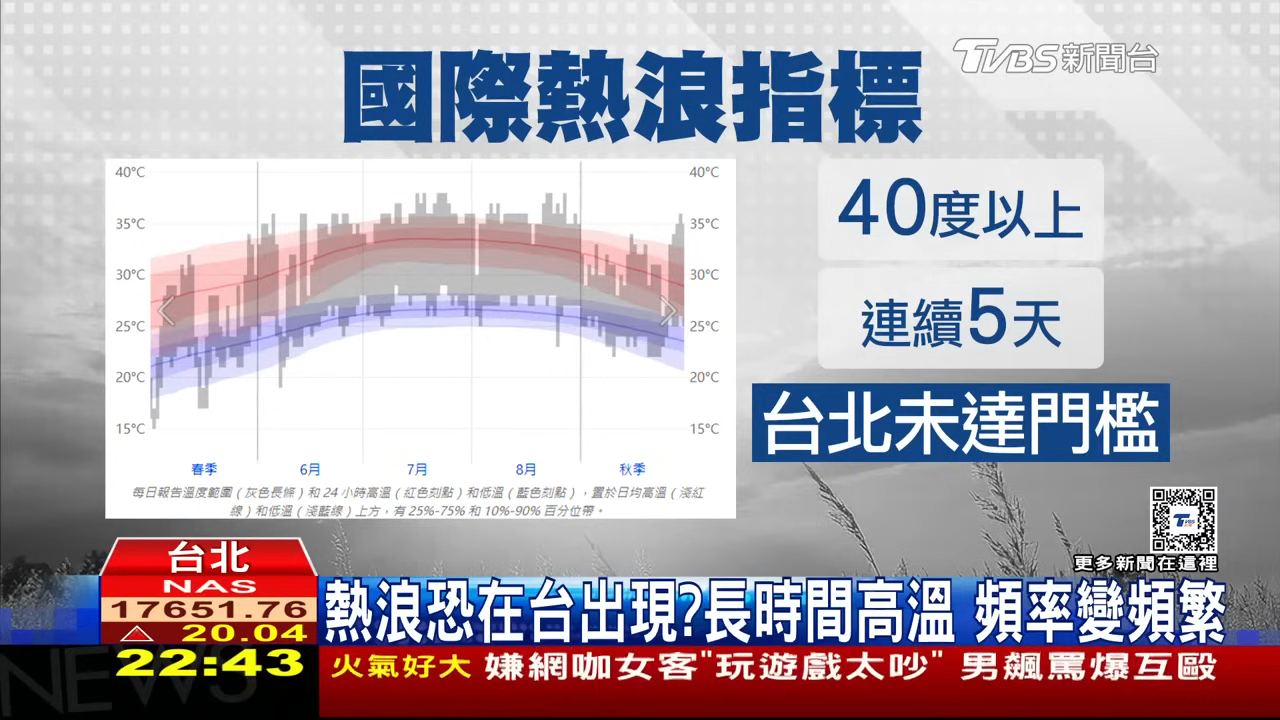 TVBS新聞台
國際熱浪指標
40°C
40°C
35°C
35°C
30°C
30°C
25°C
25°C
20°C
20°C
15°C
15°C
春季
6月
7月
8月
秋季
每日報告溫度範圍（灰色長條）和 24 小時高溫（紅色刻點）和低溫（藍色刻點），置於日均高溫（淺紅
線）和低溫（淺藍線）上方，有 25%-75% 和 10%-90% 百分位帶。
40度以上
連續5天
台北未達門檻
TVBS
更多新聞在這裡
台北
NAS
17651.76
20.04
22:43
NEWS
熱浪恐在台出現?長時間高溫 頻率變頻繁
火氣好大 嫌網咖女客"玩遊戲太吵" 男飆罵爆互毆